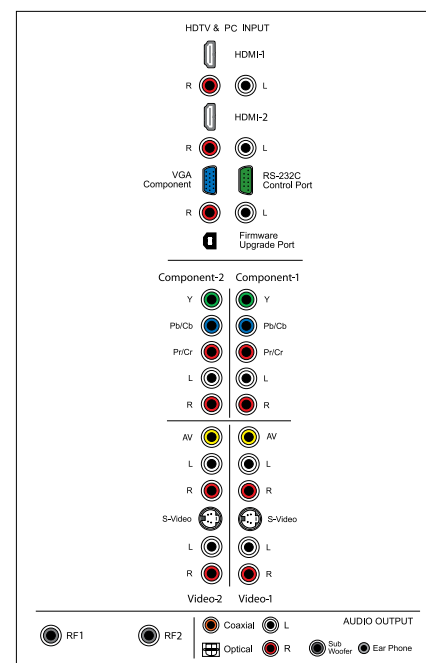 HDTV & PC INPUT
HDMI-1
R L
HDMI-2
R L
VGA Component RS-232C Control Port
R L
Firmware
Upgrade Port
Component-2 Component-1
Y Y
Pb/Cb Pb/Cb
Pr/Cr Pr/Cr
L L
R R
AV AV
L L
R R
S-Video S-Video
L L
R R
Video-2 Video-1
RF1 RF2 Coaxial L AUDIO OUTPUT
Optical R Sub Woofer Ear Phone